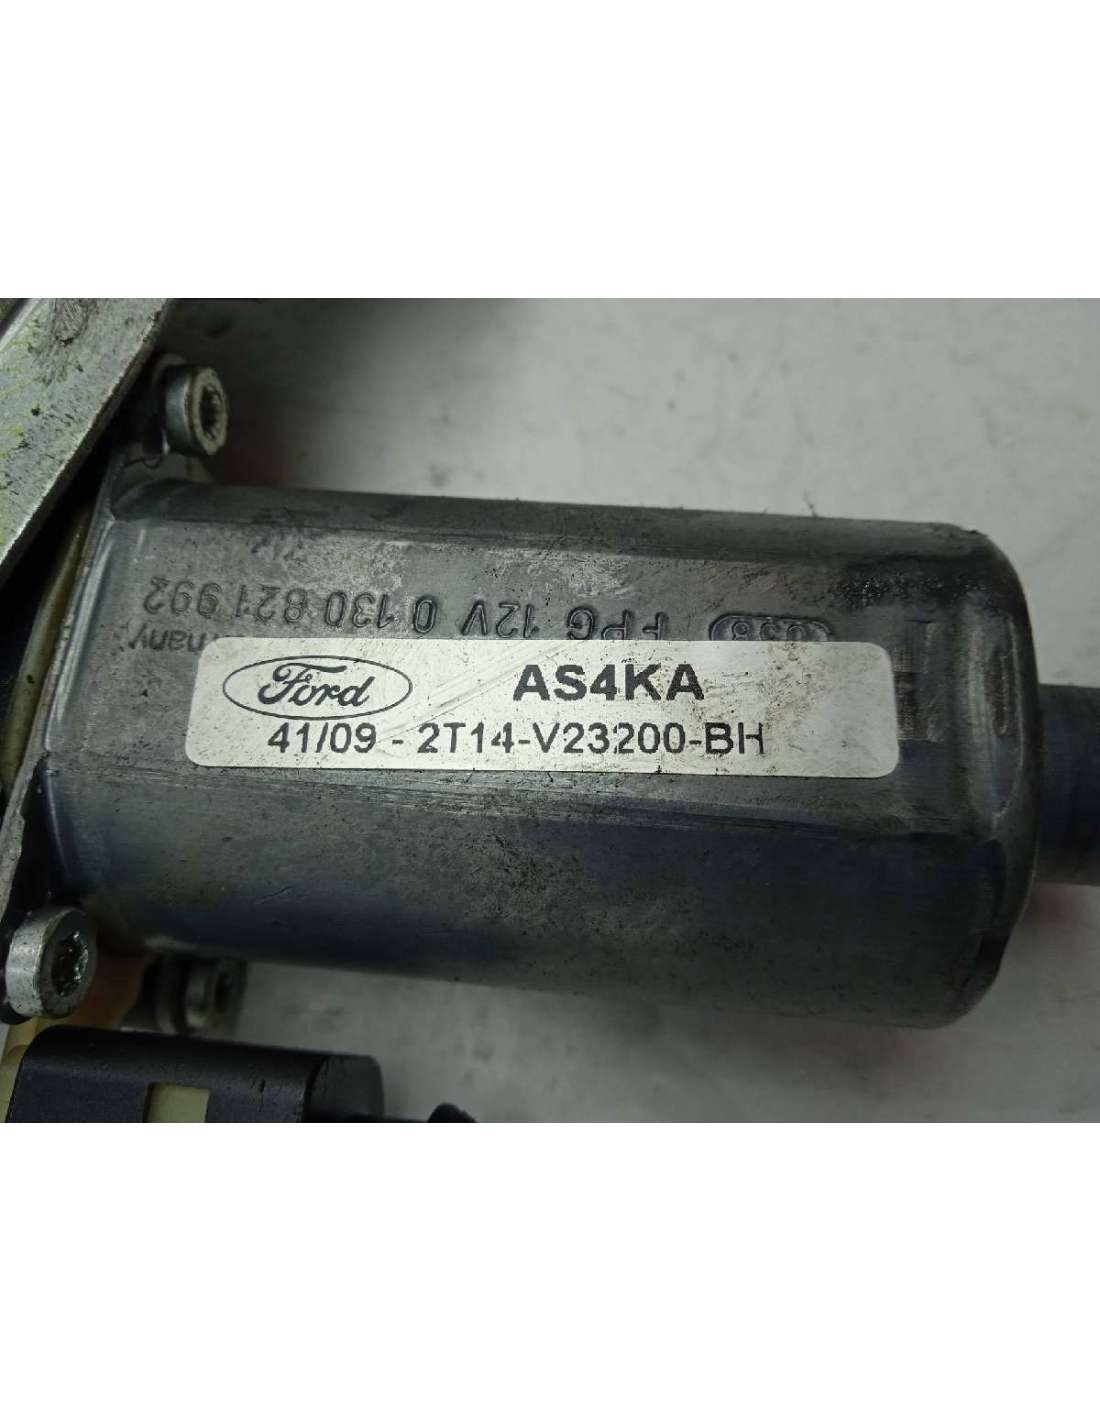 FPG 12V 0 130 821 992
Ford AS4KA
41/09 - 2T14-V23200-BH